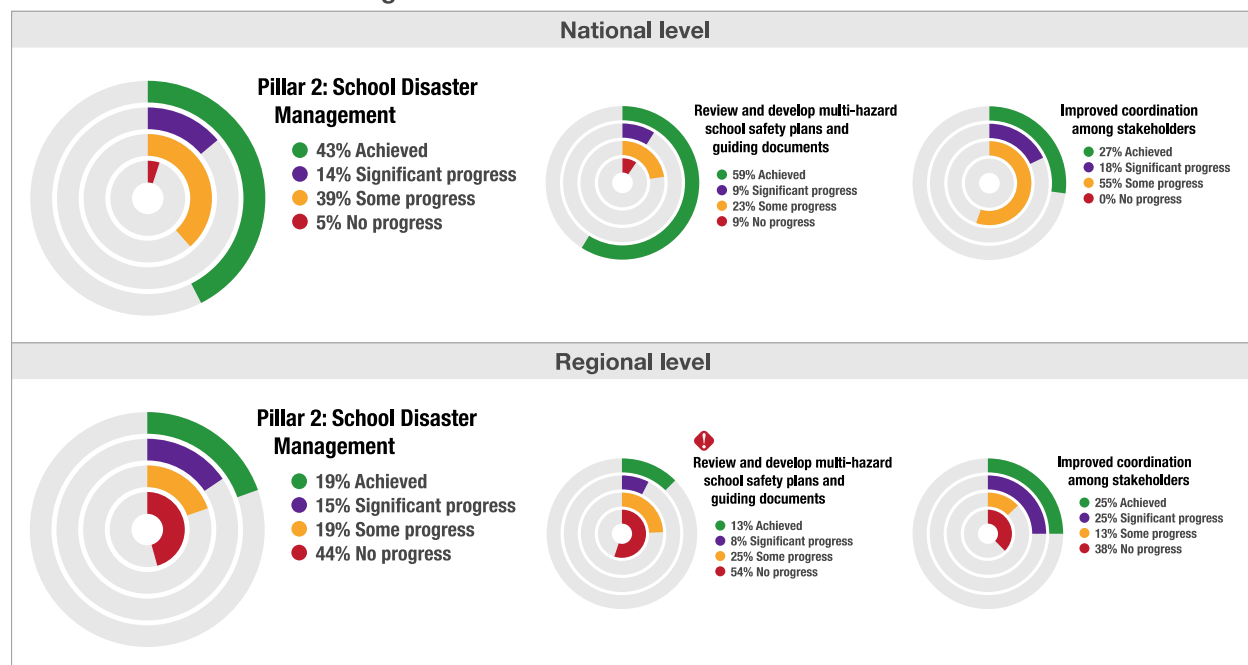 National level
Pillar 2: School Disaster
Management
43% Achieved
14% Significant progress
39% Some progress
5% No progress
Review and develop multi-hazard
school safety plans and
guiding documents
59% Achieved
9% Significant progress
23% Some progress
9% No progress
Improved coordination
among stakeholders
27% Achieved
18% Significant progress
55% Some progress
0% No progress
Regional level
Pillar 2: School Disaster
Management
19% Achieved
15% Significant progress
19% Some progress
44% No progress
!
Review and develop multi-hazard
school safety plans and
guiding documents
13% Achieved
8% Significant progress
25% Some progress
54% No progress
Improved coordination
among stakeholders
25% Achieved
25% Significant progress
13% Some progress
38% No progress